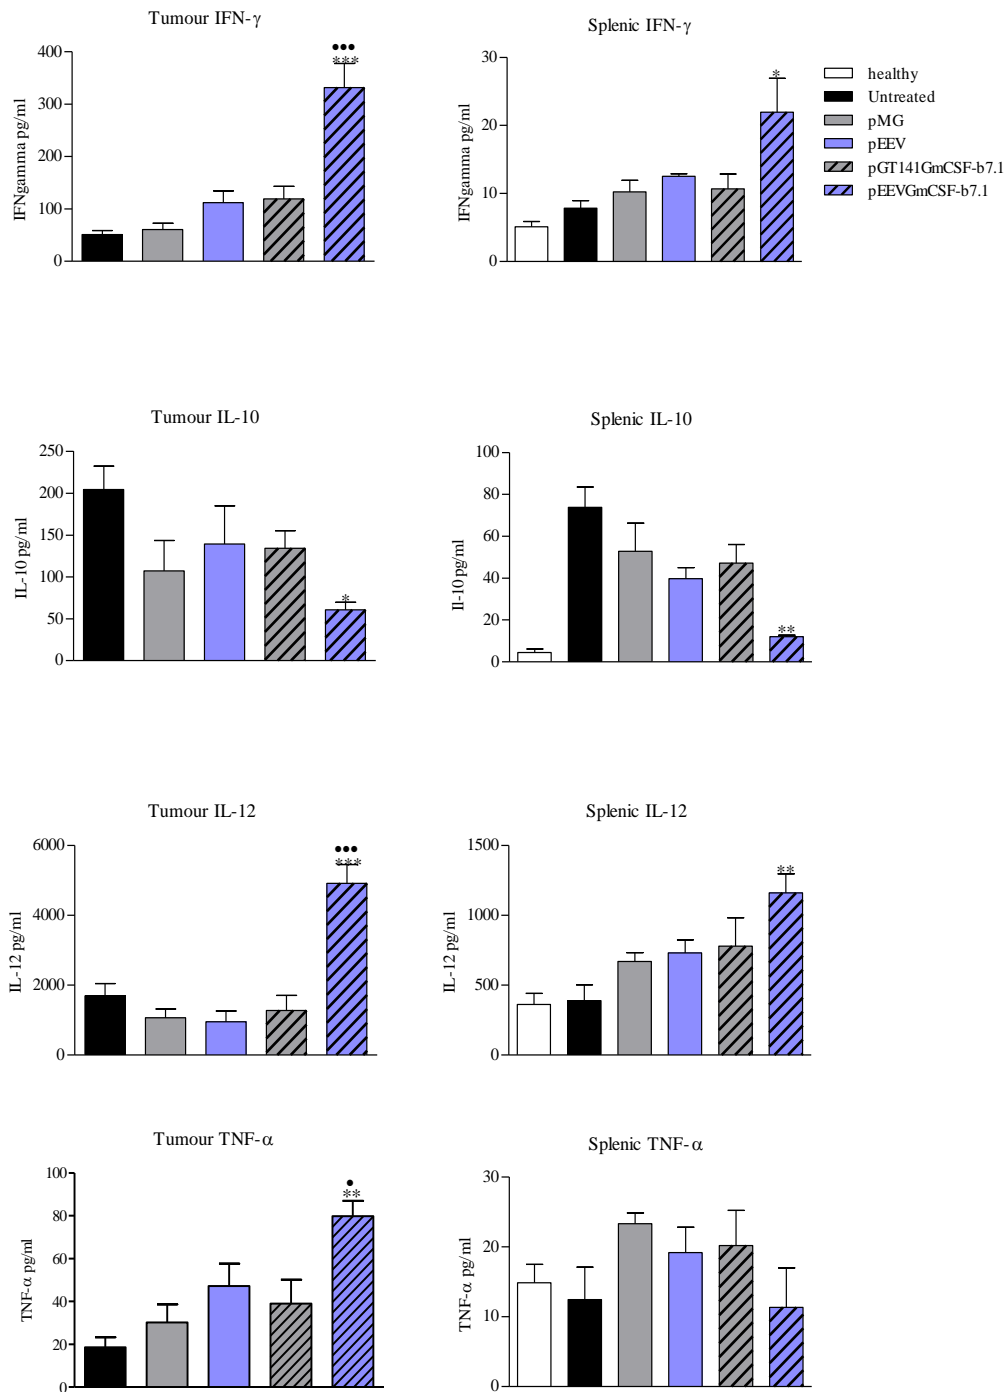 Tumour IFN-γ
400
300
200
100
0
IFNgamma pg/ml
•••
***
Splenic IFN-γ
30
20
10
0
IFNgamma pg/ml
*
healthy
Untreated
pMG
pEEV
pGT141GmCSF-b7.1
pEEVGmCSF-b7.1
Tumour IL-10
250
200
150
100
50
0
IL-10 pg/ml
*
Splenic IL-10
100
80
60
40
20
0
Il-10 pg/ml
**
Tumour IL-12
6000
4000
2000
0
IL-12 pg/ml
•••
***
Splenic IL-12
1500
1000
500
0
IL-12 pg/ml
**
Tumour TNF-α
100
80
60
40
20
0
TNF-α pg/ml
•
**
Splenic TNF-α
30
20
10
0
TNF-α pg/ml